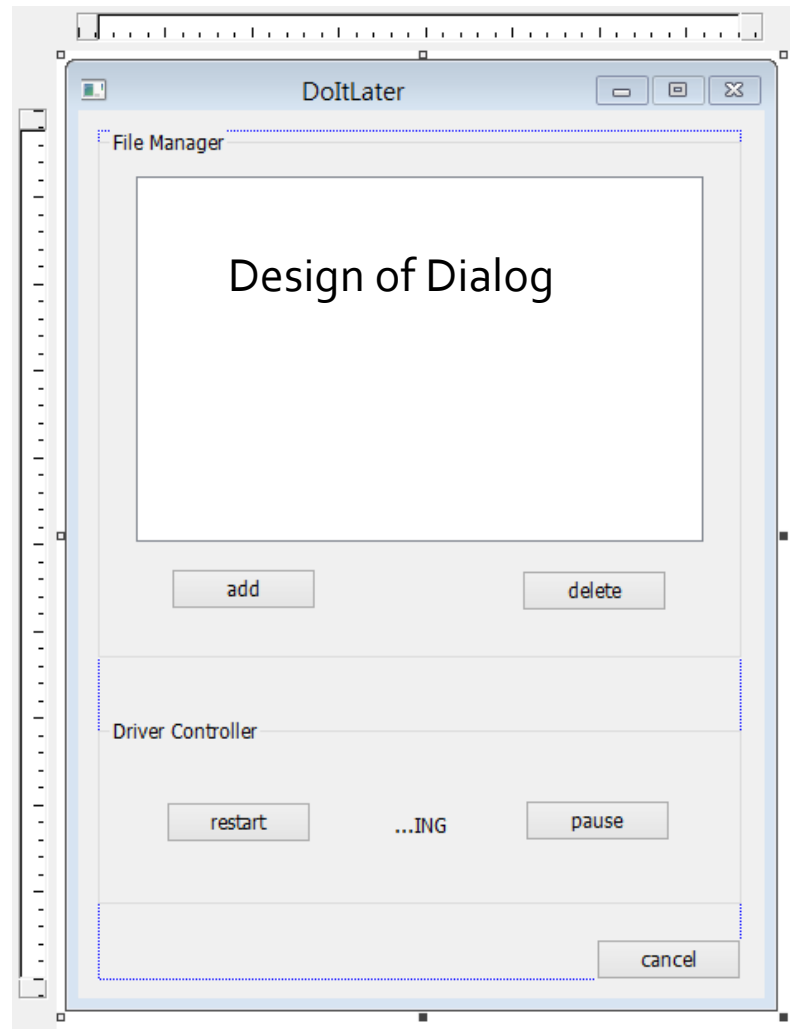 DoItLater
File Manager
Design of Dialog
add
delete
Driver Controller
restart
...ING
pause
cancel